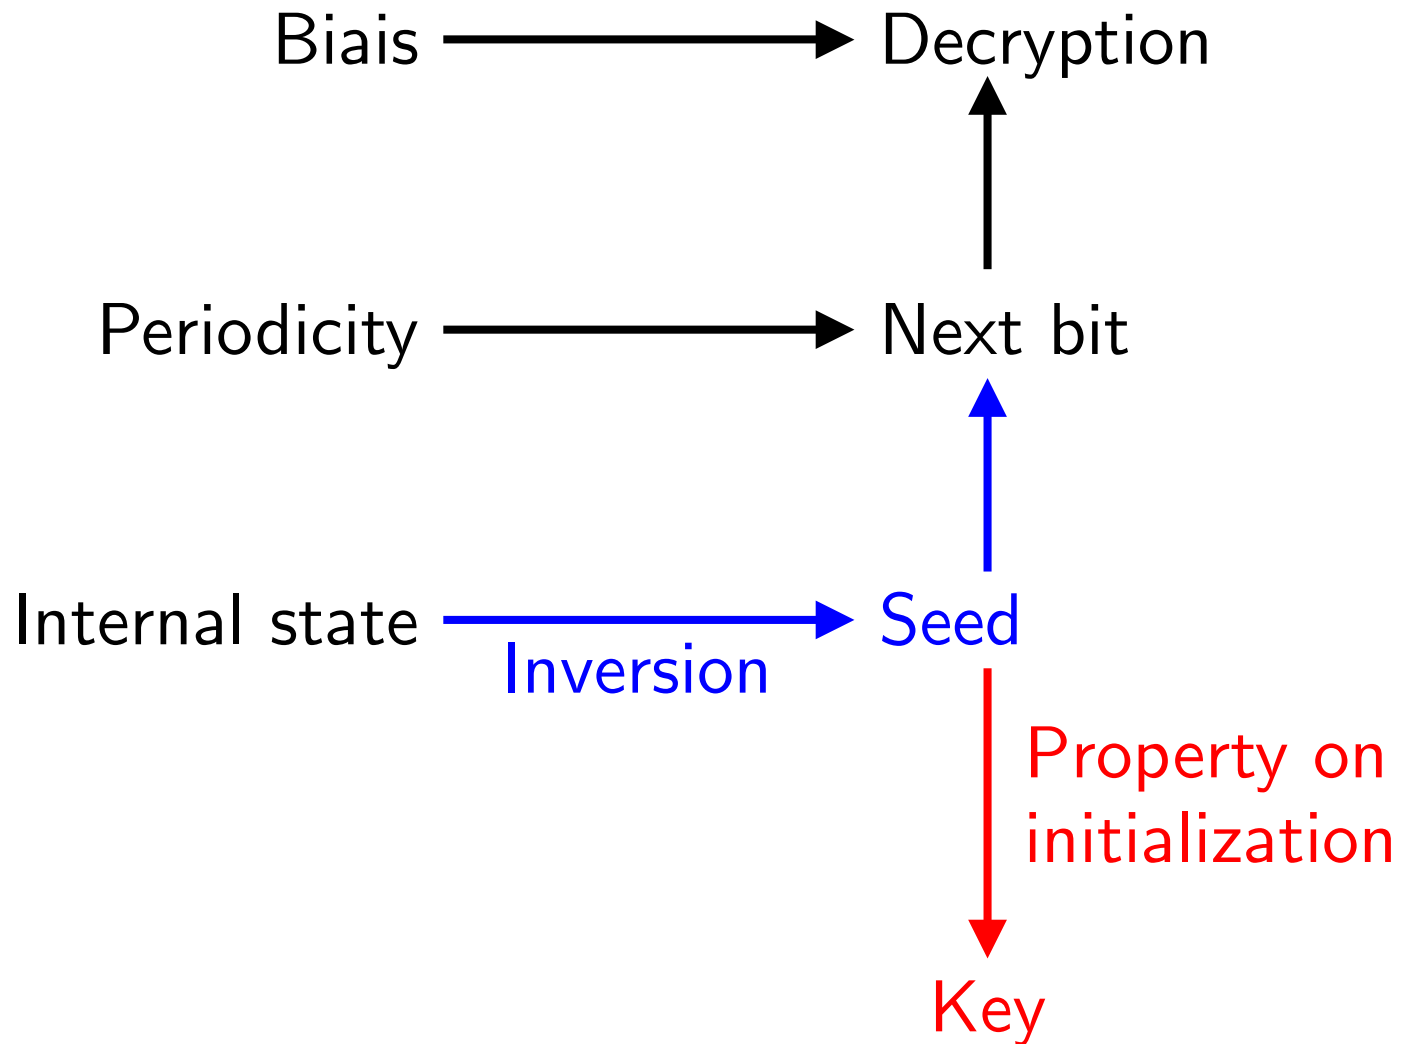 Biais
Decryption
Periodicity
Next bit
Internal state
Seed
Inversion
Property on
initialization
Key